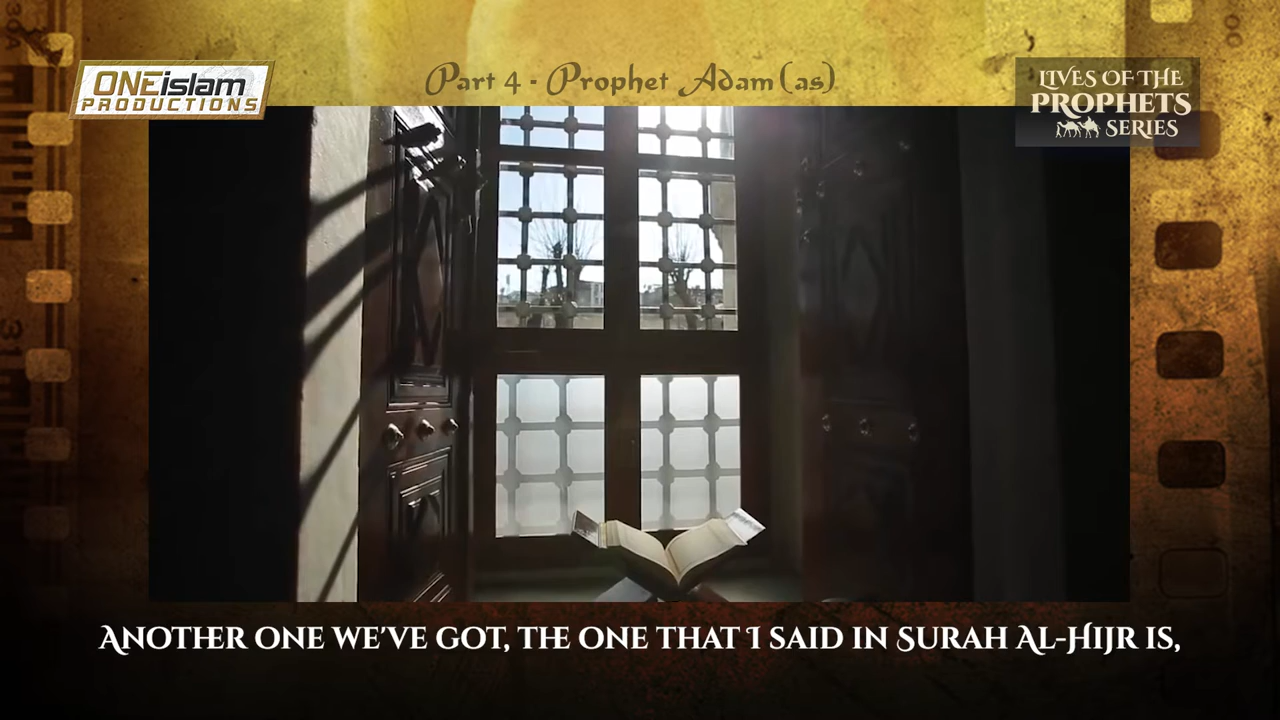 ONEislam
PRODUCTIONS
Part 4 - Prophet Adam (as)
LIVES OF THE
PROPHETS
SERIES
ANOTHER ONE WE'VE GOT, THE ONE THAT I SAID IN SURAH AL-HIJR IS,